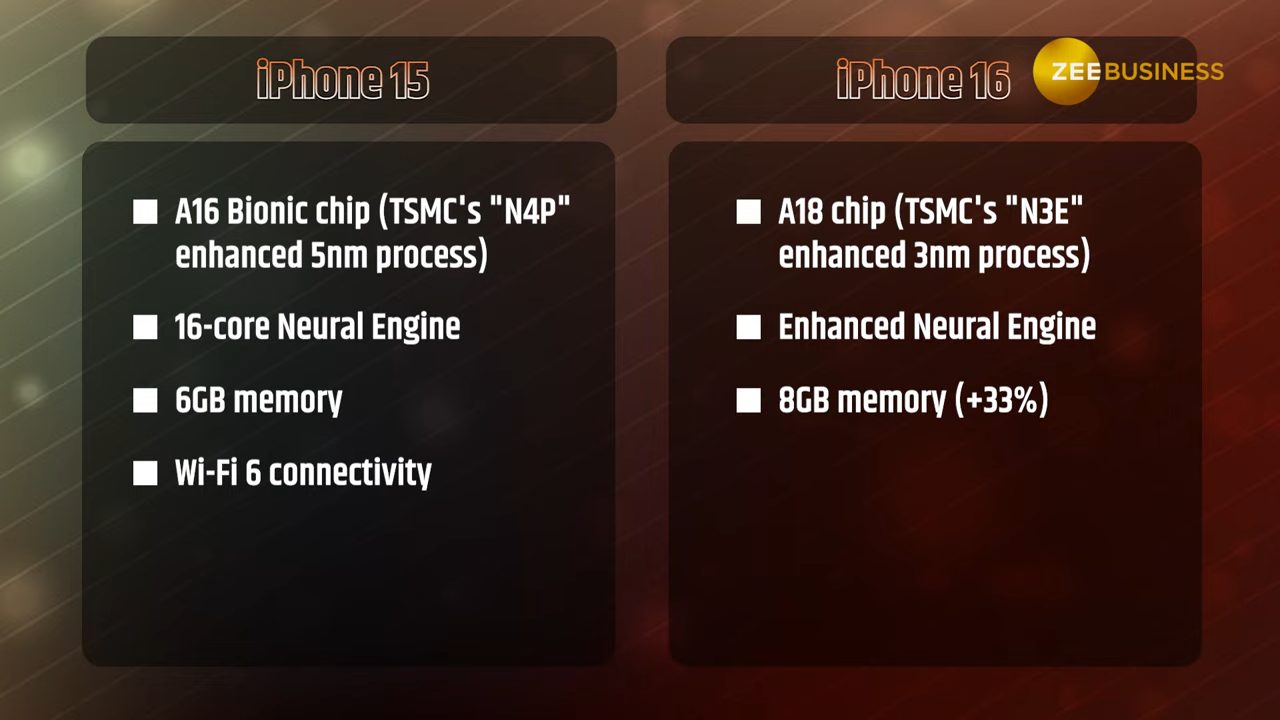 iPhone 15
iPhone 16
ZEEBUSINESS
A16 Bionic chip (TSMC's "N4P"
enhanced 5nm process)
16-core Neural Engine
6GB memory
Wi-Fi 6 connectivity
A18 chip (TSMC's "N3E"
enhanced 3nm process)
Enhanced Neural Engine
8GB memory (+33%)